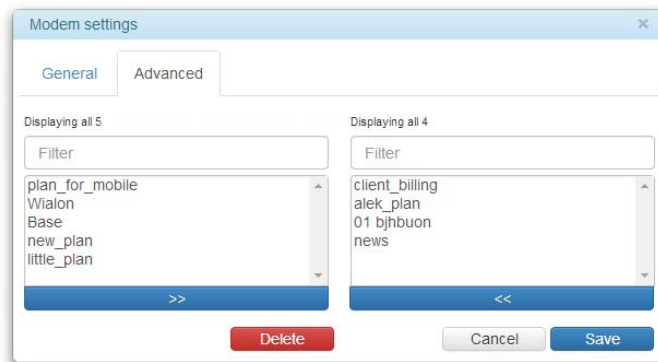 Modem settings ×
General Advanced
Displaying all 5
Filter
plan_for_mobile
Wialon
Base
new_plan
little_plan
>>
Displaying all 4
Filter
client_billing
alek_plan
01 bjhbuon
news
<<
Delete Cancel Save